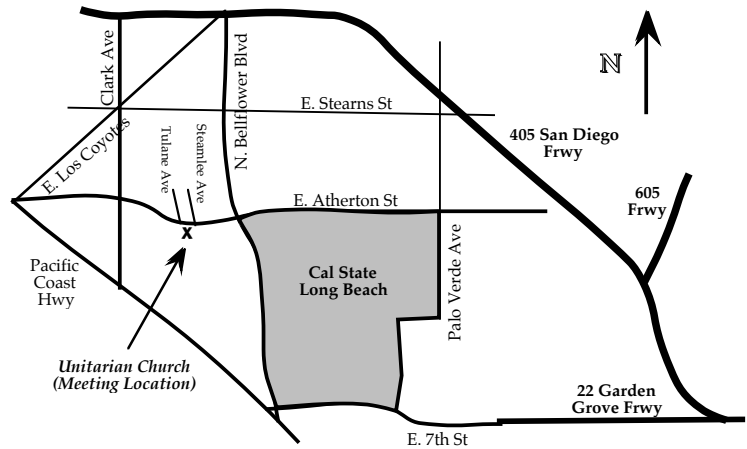 Clark Ave
N. Bellflower Blvd
N
E. Stearns St
405 San Diego
Frwy
E. Los Coyotes
Tulane Ave
Steamlee Ave
605
Frwy
E. Atherton St
X
Pacific
Coast
Hwy
Cal State
Long Beach
Palo Verde Ave
Unitarian Church
(Meeting Location)
22 Garden
Grove Frwy
E. 7th St